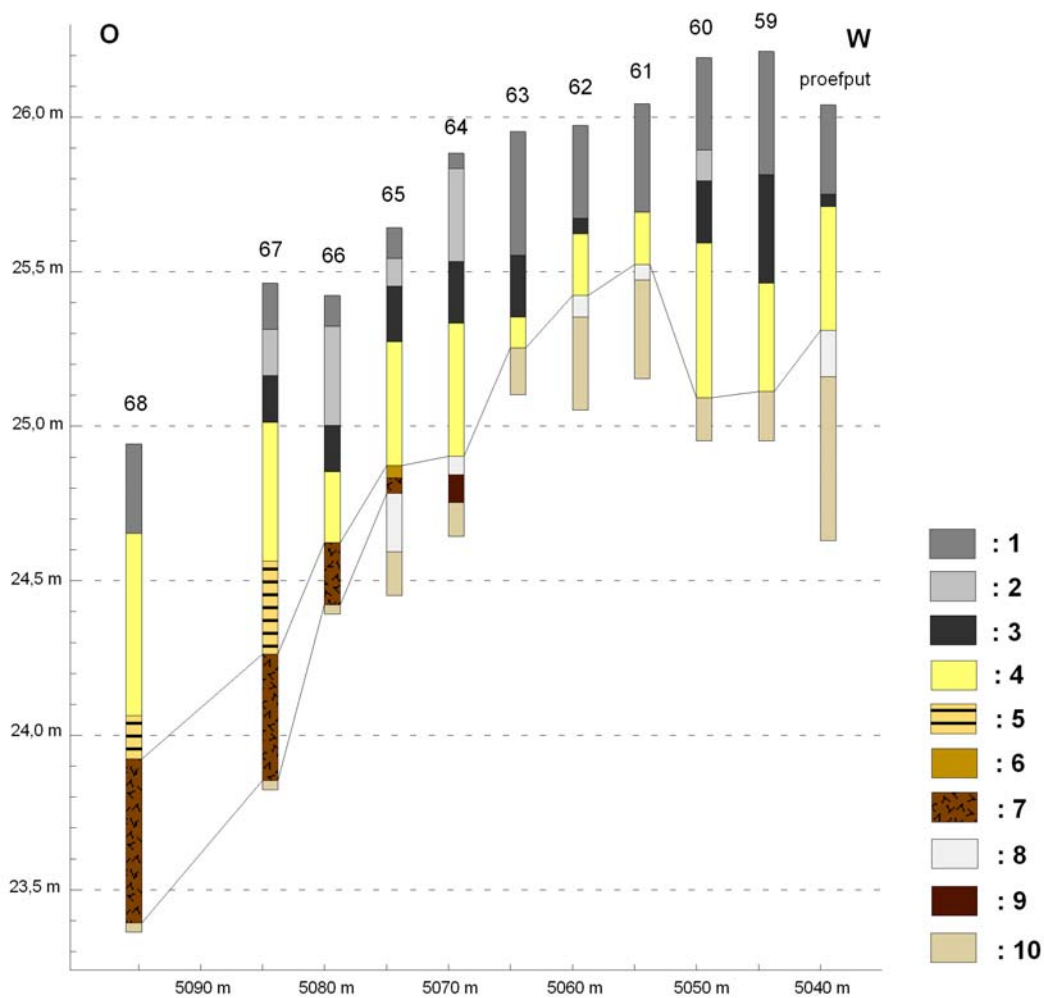 O
W
59
60
61
62
63
64
65
66
67
68
proefput
26,0 m
25,5 m
25,0 m
24,5 m
24,0 m
23,5 m
5090 m
5080 m
5070 m
5060 m
5050 m
5040 m
: 1
: 2
: 3
: 4
: 5
: 6
: 7
: 8
: 9
: 10